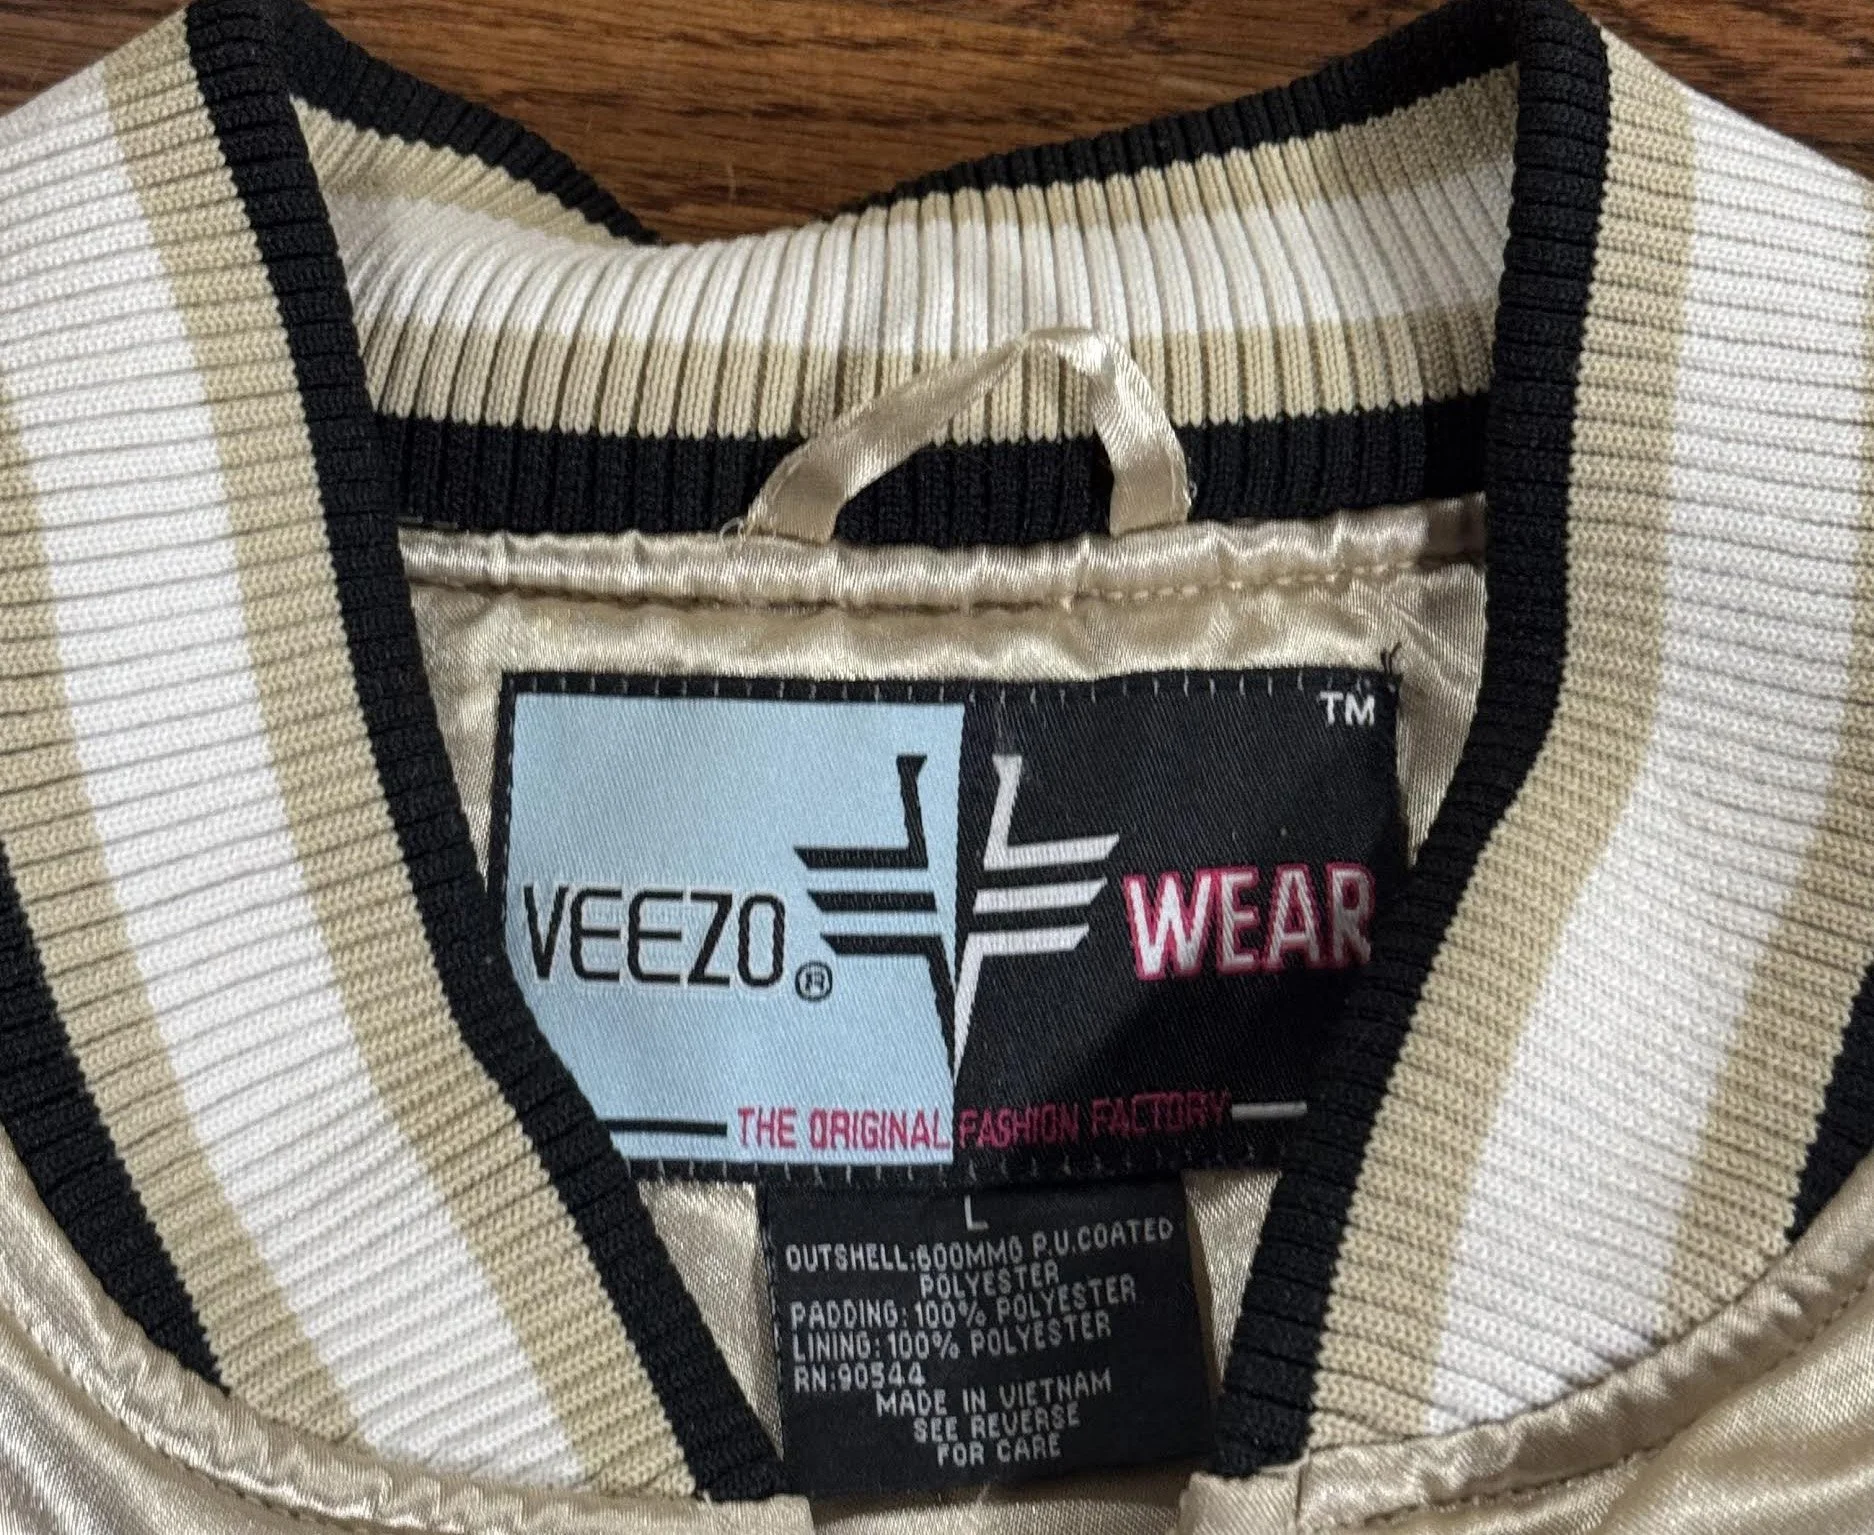 TM
VEEZO® WEAR
THE ORIGINAL FASHION FACTORY
L
OUTSHELL:600MMG P.U.COATED
POLYESTER
PADDING: 100% POLYESTER
LINING: 100% POLYESTER
RN:90544
MADE IN VIETNAM
SEE REVERSE
FOR CARE